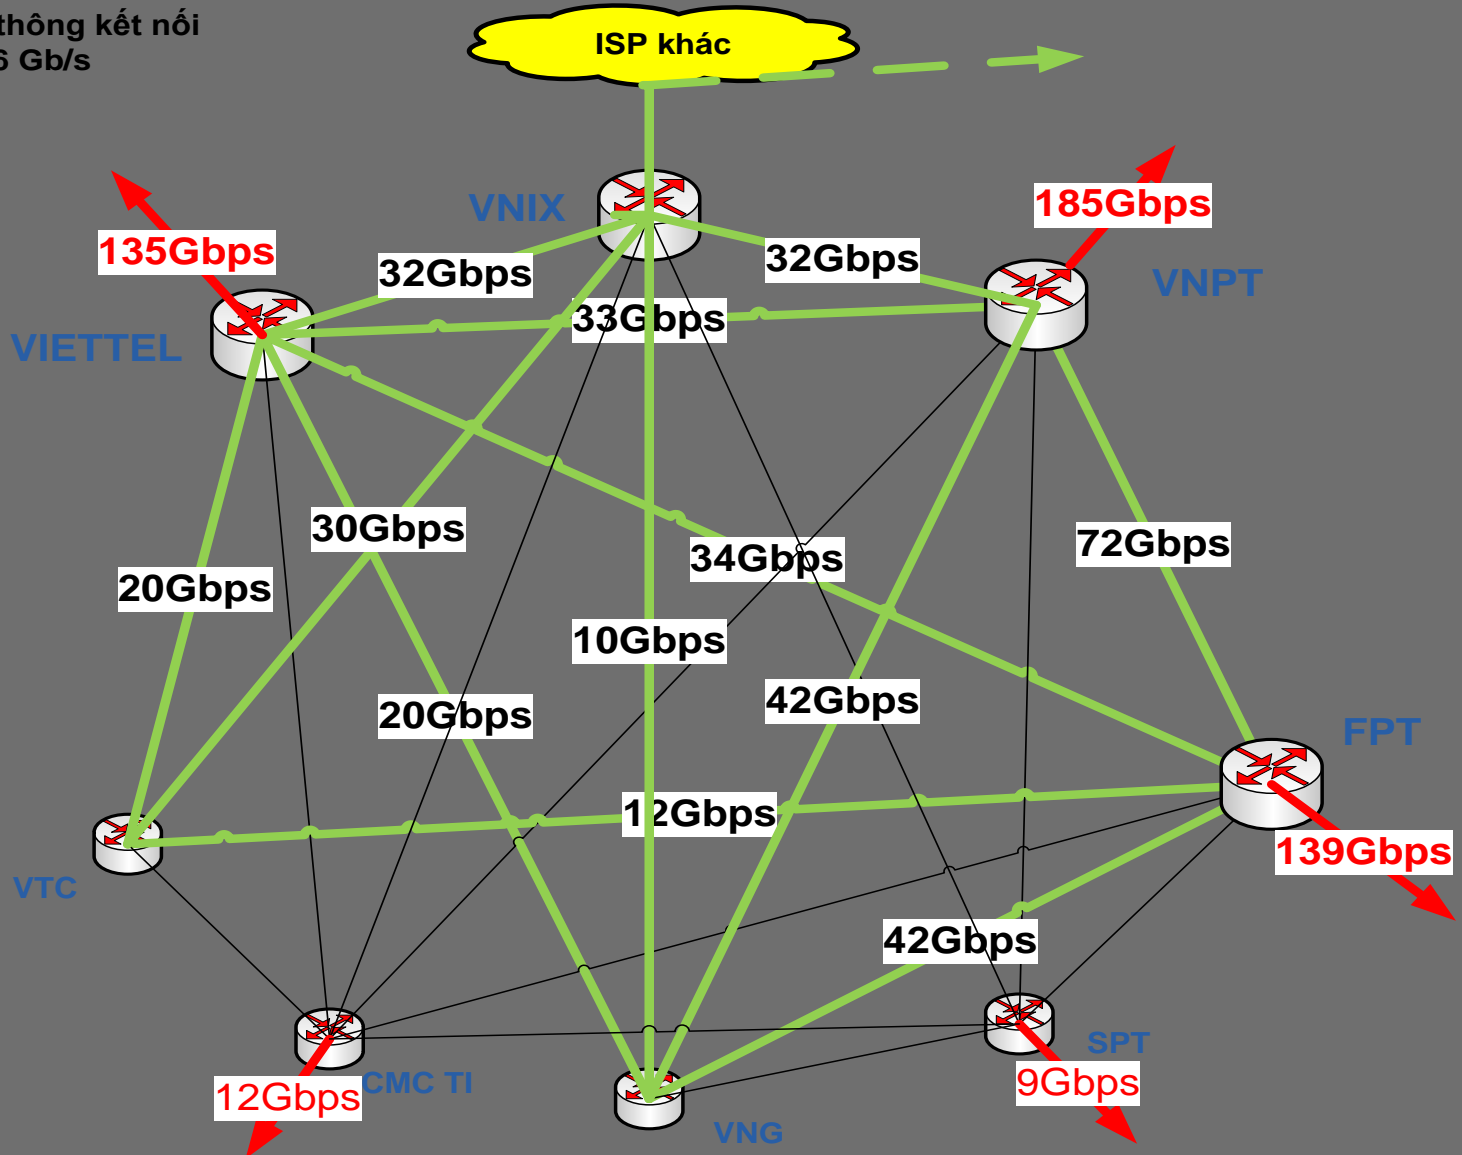 thông kết nối
6 Gb/s
ISP khác
VNIX
185Gbps
135Gbps
32Gbps
32Gbps
VNPT
33Gbps
VIETTEL
30Gbps
34Gbps
72Gbps
20Gbps
10Gbps
42Gbps
20Gbps
FPT
12Gbps
139Gbps
VTC
42Gbps
SPT
CMC TI
9Gbps
12Gbps
VNG